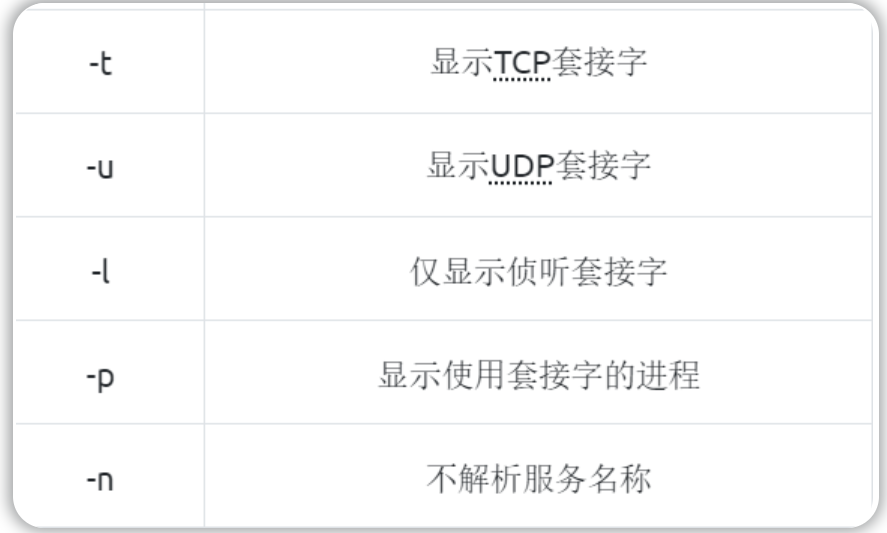 -t 显示TCP套接字
-u 显示UDP套接字
-l 仅显示侦听套接字
-p 显示使用套接字的进程
-n 不解析服务名称